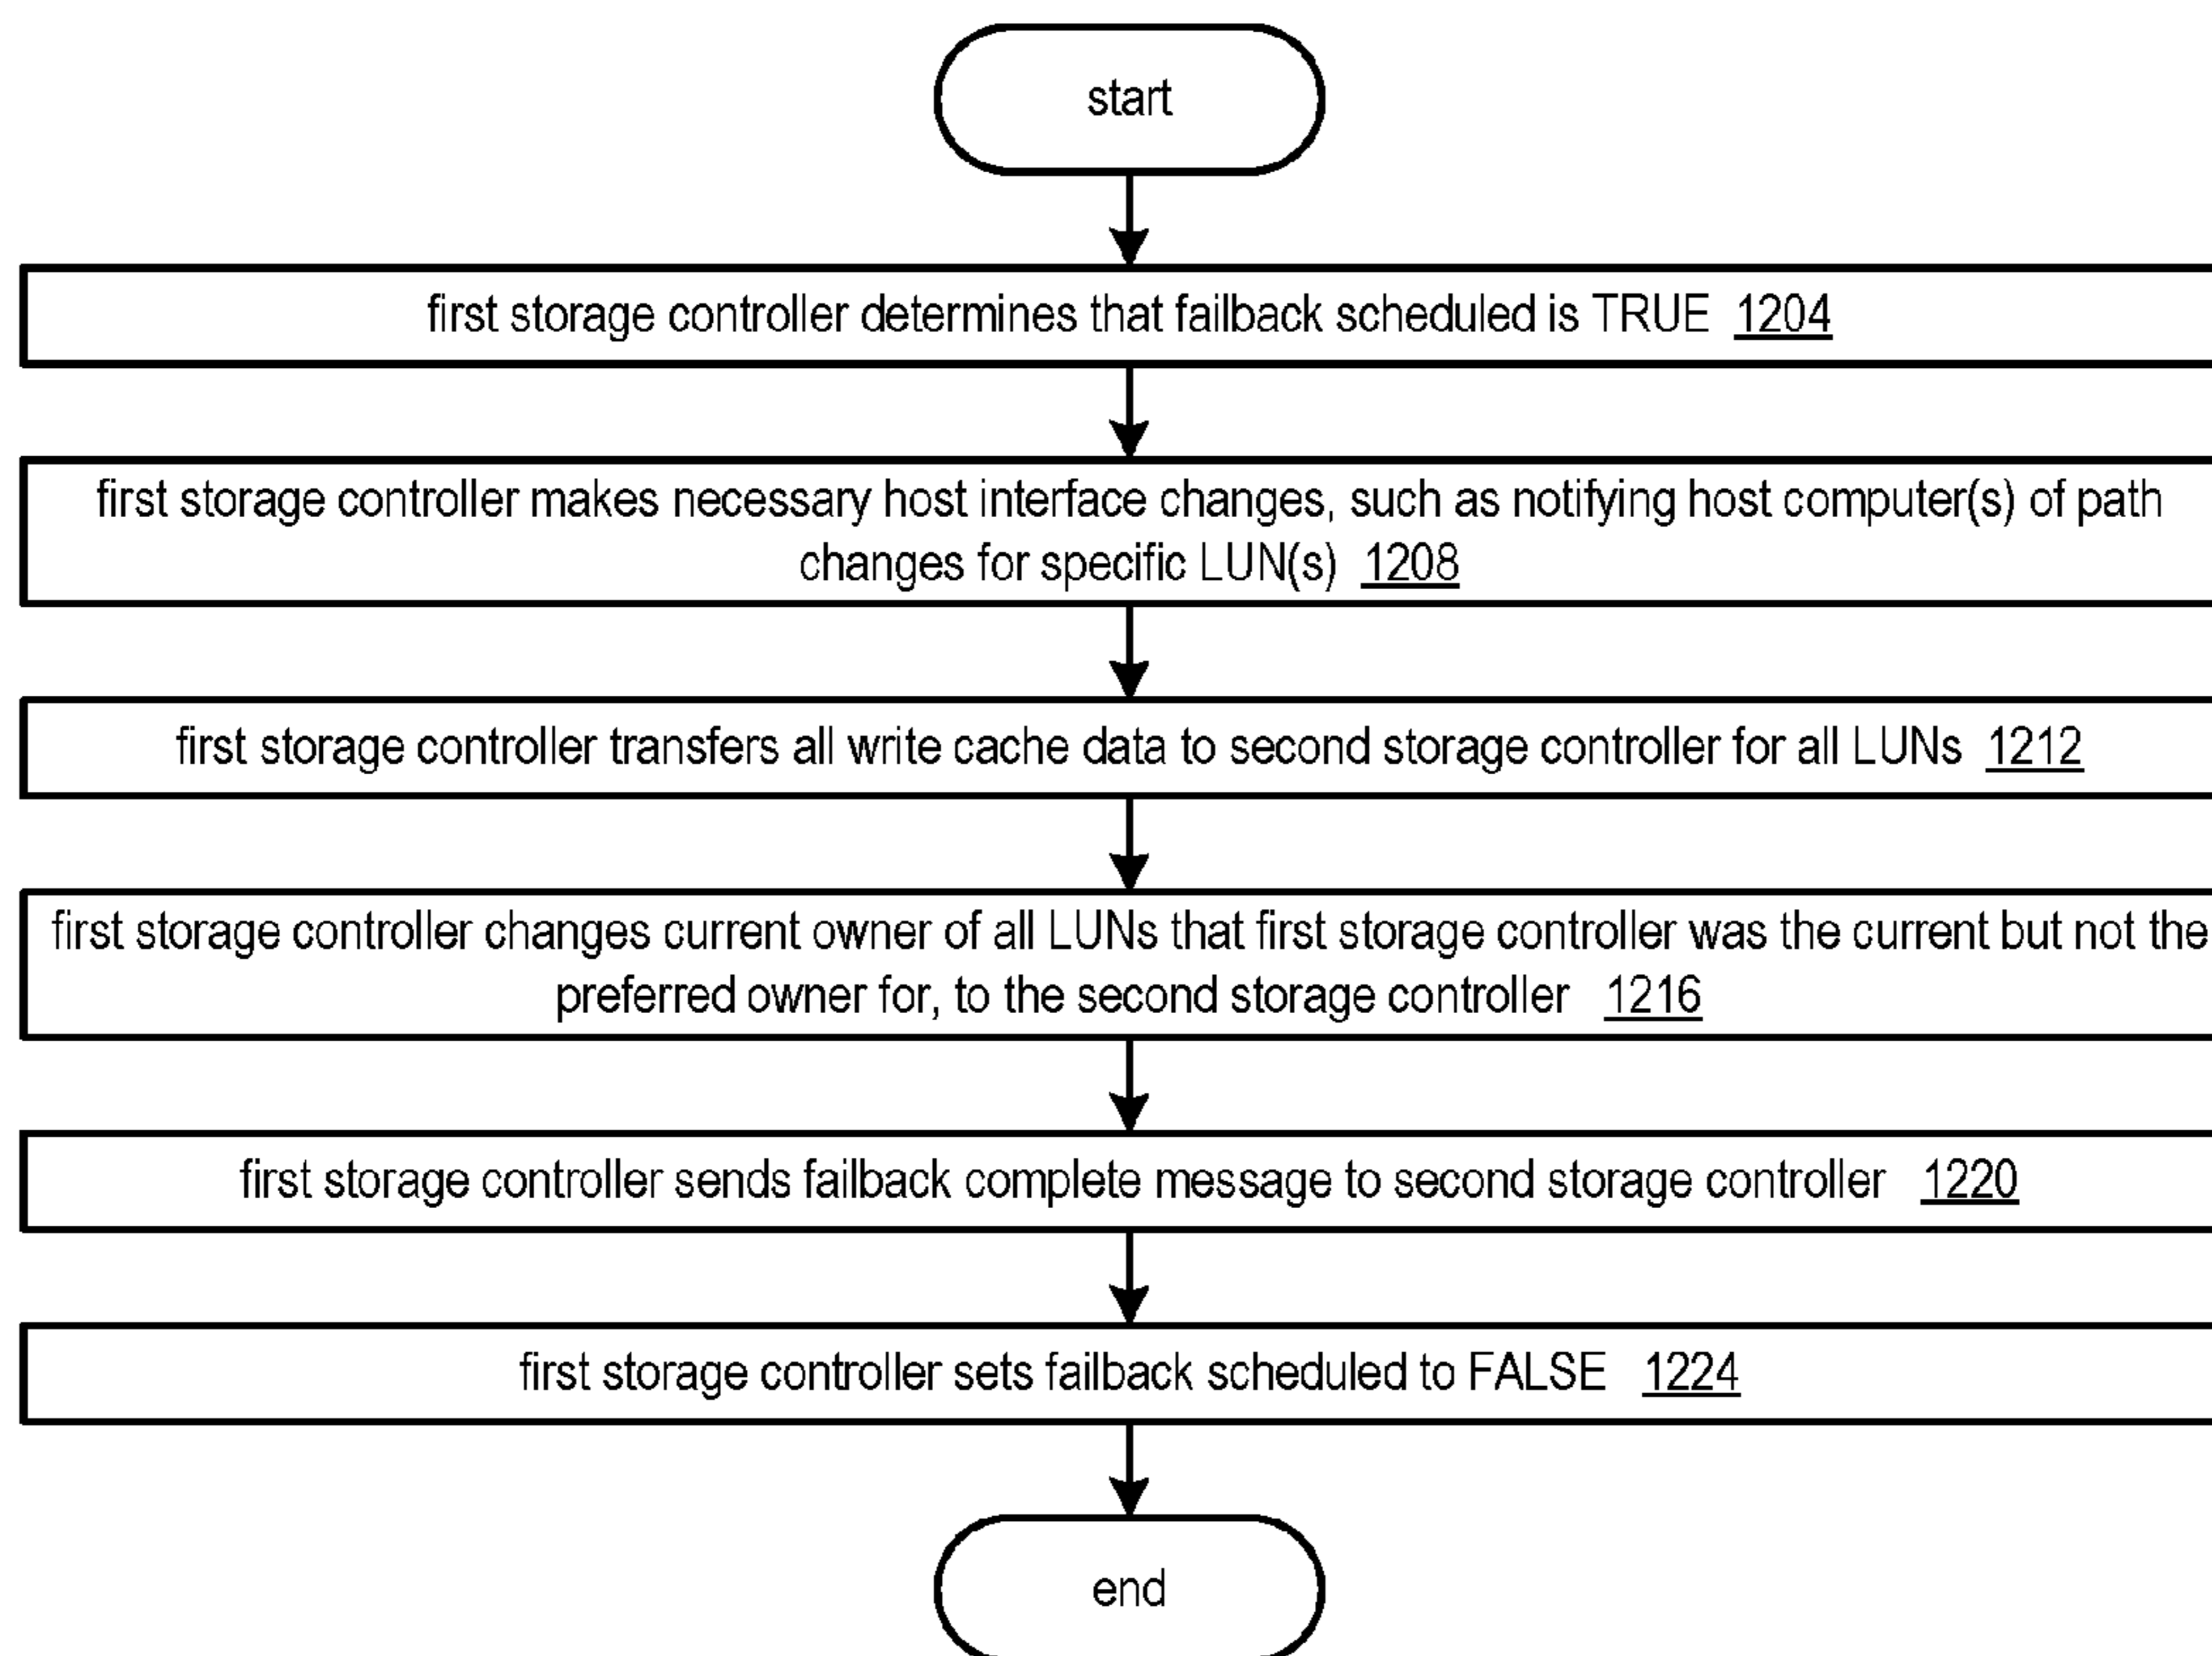 start
first storage controller determines that failback scheduled is TRUE 1204
first storage controller makes necessary host interface changes, such as notifying host computer(s) of path
changes for specific LUN(s) 1208
first storage controller transfers all write cache data to second storage controller for all LUNs 1212
first storage controller changes current owner of all LUNs that first storage controller was the current but not the
preferred owner for, to the second storage controller 1216
first storage controller sends failback complete message to second storage controller 1220
first storage controller sets failback scheduled to FALSE 1224
end